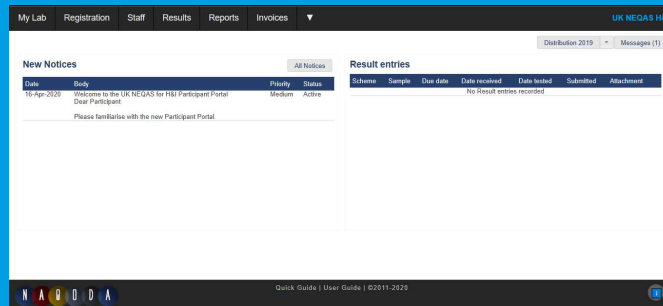 My Lab Registration Staff Results Reports Invoices ▼ UK NEQAS H&
Distribution 2019 Messages (1)
New Notices All Notices
Date Body Priority Status
16-Apr-2020 Welcome to the UK NEQAS for H&I Participant Portal Medium Active
Dear Participant
Please familiarise with the new Participant Portal
Result entries
Scheme Sample Due date Date received Date tested Submitted Attachment
No Result entries recorded
Quick Guide | User Guide | ©2011-2020